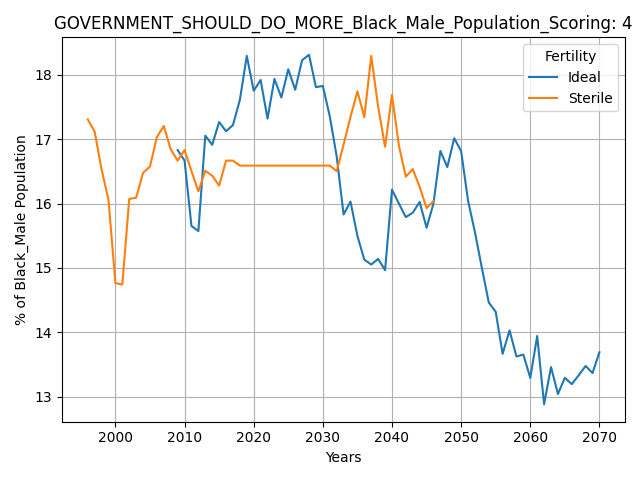 GOVERNMENT_SHOULD_DO_MORE_Black_Male_Population_Scoring: 4
Fertility
Ideal
Sterile
% of Black_Male Population
18
17
16
15
14
13
2000 2010 2020 2030 2040 2050 2060 2070
Years